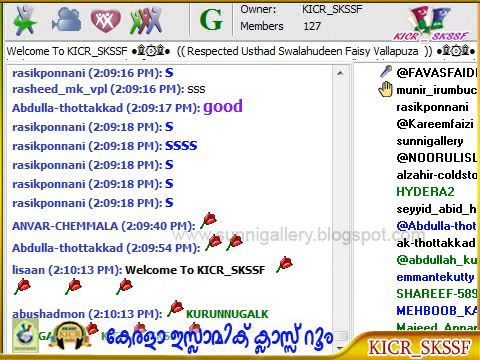 Owner: KICR_SKSSF
Members 127
G
KICR_SKSSF
Welcome To KICR_SKSSF (( Respected Usthad Swalahudeen Faisy Vallapuza ))
rasikponnani (2:09:16 PM): S
rasheed_mk_vpl (2:09:16 PM): sss
Abdulla-thottakkad (2:09:17 PM): good
rasikponnani (2:09:18 PM): S
rasikponnani (2:09:18 PM): SSSS
rasikponnani (2:09:18 PM): S
rasikponnani (2:09:18 PM): S
rasikponnani (2:09:18 PM): S
ANVAR-CHEMMALA (2:09:40 PM):
Abdulla-thottakkad (2:09:54 PM):
lisaan (2:10:13 PM): Welcome To KICR_SKSSF
abushadmon (2:10:13 PM): KURUNNUGALK
@FAVASFAIDI
munir_irumbuc
rasikponnani
@Kareemfaizi
sunnigallery
@NOORULISL
alzahir-coldsto
HYDERA2
seyyid_abid_h
@Abdulla-thot
ak-thottakkad
@abdullah_ku
emmantekutty
SHAREEF-589
MEHBOOB_KA
Majeed_Appan
www.sunnigallery.blogspot.com
കേരളാ ഇസ്ലാമിക് ക്ലാസ്സ് റൂം
KICR_SKSSF